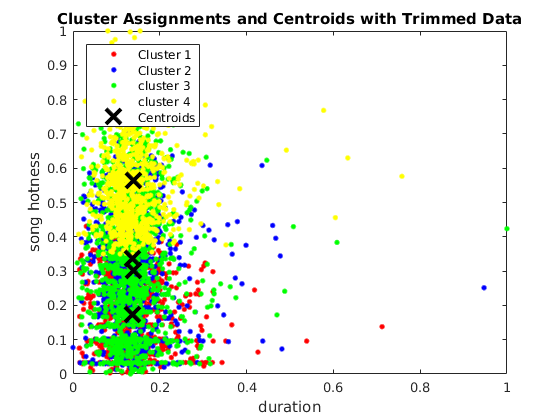 Cluster Assignments and Centroids with Trimmed Data
1
0.9
0.8
0.7
0.6
0.5
0.4
0.3
0.2
0.1
0
song hotness
Cluster 1
Cluster 2
cluster 3
cluster 4
Centroids
0 0.2 0.4 0.6 0.8 1
duration